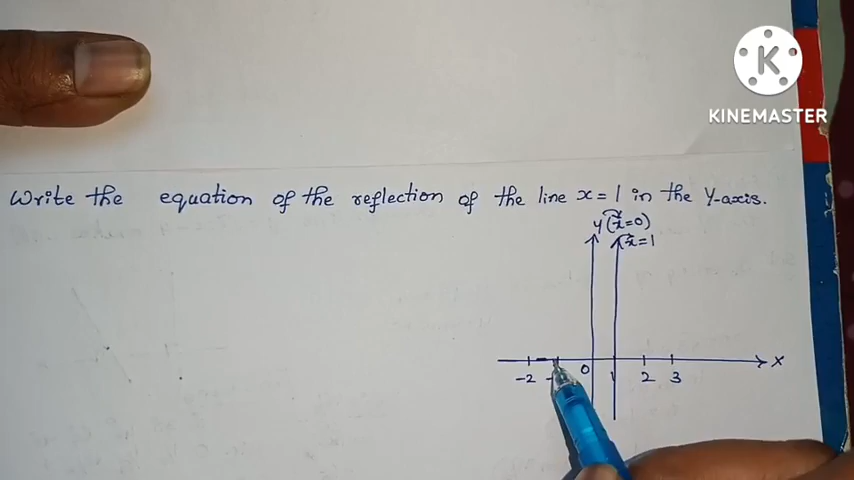 KINEMASTER
Write the equation of the reflection of the line x = 1 in the Y-axis.
y (x=0)
x=1
X
-2 - 0 1 2 3